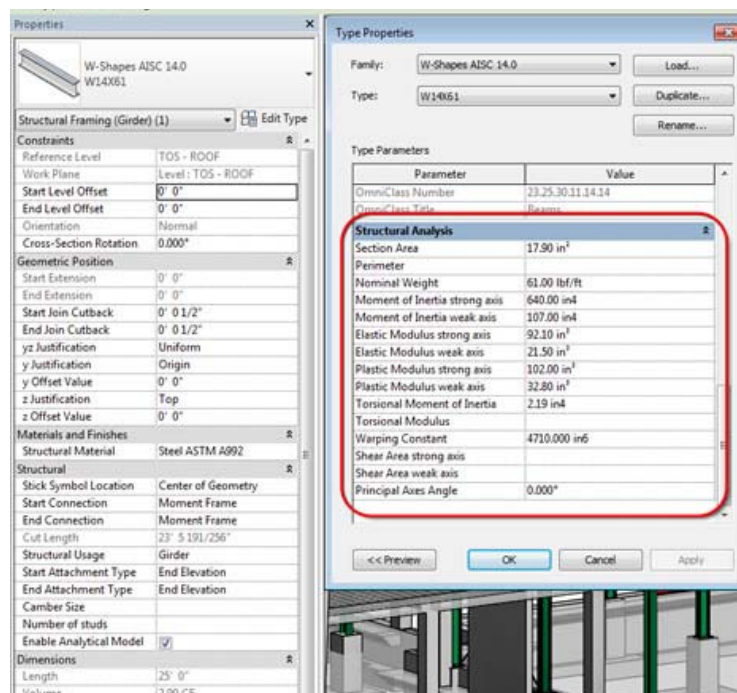 Properties
W-Shapes AISC 14.0
W14X61
Structural Framing (Girder) (1) Edit Type
Constraints
Reference Level TOS - ROOF
Work Plane Level : TOS - ROOF
Start Level Offset 0' 0"
End Level Offset 0' 0"
Orientation Normal
Cross-Section Rotation 0.000°
Geometric Position
Start Extension 0' 0"
End Extension 0' 0"
Start Join Cutback 0' 0 1/2"
End Join Cutback 0' 0 1/2"
yz Justification Uniform
y Justification Origin
y Offset Value 0' 0"
z Justification Top
z Offset Value 0' 0"
Materials and Finishes
Structural Material Steel ASTM A992
Structural
Stick Symbol Location Center of Geometry
Start Connection Moment Frame
End Connection Moment Frame
Cut Length 23' 5 191/256"
Structural Usage Girder
Start Attachment Type End Elevation
End Attachment Type End Elevation
Camber Size
Number of studs
Enable Analytical Model
Dimensions
Length 25' 0"
Volume 2.90 CF
Type Properties
Family: W-Shapes AISC 14.0 Load...
Type: W14X61 Duplicate...
Rename...
Type Parameters
Parameter Value
OmniClass Number 23.25.30.11.14.14
OmniClass Title Beams
Structural Analysis
Section Area 17.90 in²
Perimeter
Nominal Weight 61.00 lbf/ft
Moment of Inertia strong axis 640.00 in4
Moment of Inertia weak axis 107.00 in4
Elastic Modulus strong axis 92.10 in³
Elastic Modulus weak axis 21.50 in³
Plastic Modulus strong axis 102.00 in³
Plastic Modulus weak axis 32.80 in³
Torsional Moment of Inertia 2.19 in4
Torsional Modulus
Warping Constant 4710.000 in6
Shear Area strong axis
Shear Area weak axis
Principal Axes Angle 0.000°
<< Preview OK Cancel Apply